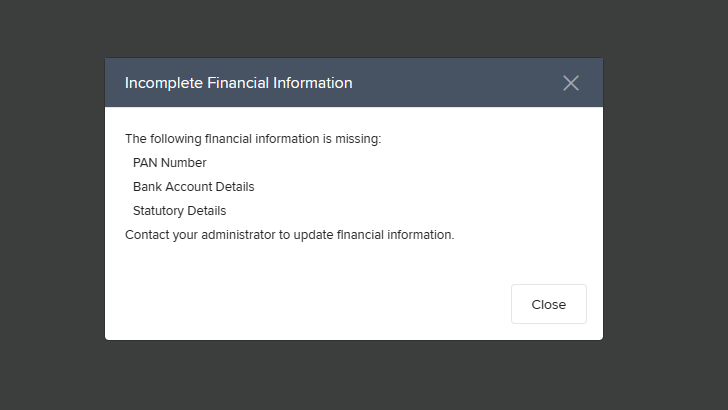 Incomplete Financial Information
The following financial information is missing:
PAN Number
Bank Account Details
Statutory Details
Contact your administrator to update financial information.
Close